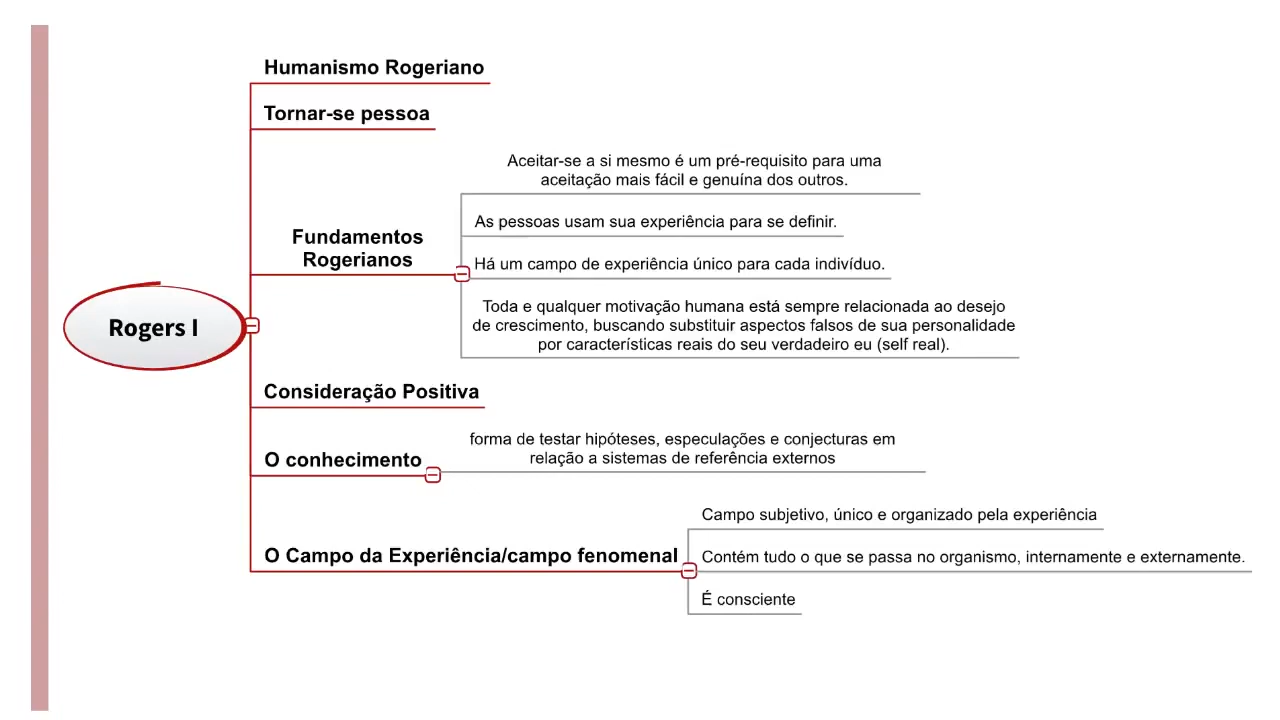 Humanismo Rogeriano
Tornar-se pessoa
Aceitar-se a si mesmo é um pré-requisito para uma
aceitação mais fácil e genuína dos outros.
As pessoas usam sua experiência para se definir.
Fundamentos
Rogerianos
Há um campo de experiência único para cada indivíduo.
Toda e qualquer motivação humana está sempre relacionada ao desejo
de crescimento, buscando substituir aspectos falsos de sua personalidade
por características reais do seu verdadeiro eu (self real).
Rogers I
Consideração Positiva
forma de testar hipóteses, especulações e conjecturas em
relação a sistemas de referência externos
O conhecimento
Campo subjetivo, único e organizado pela experiência
O Campo da Experiência/campo fenomenal
Contém tudo o que se passa no organismo, internamente e externamente.
É consciente